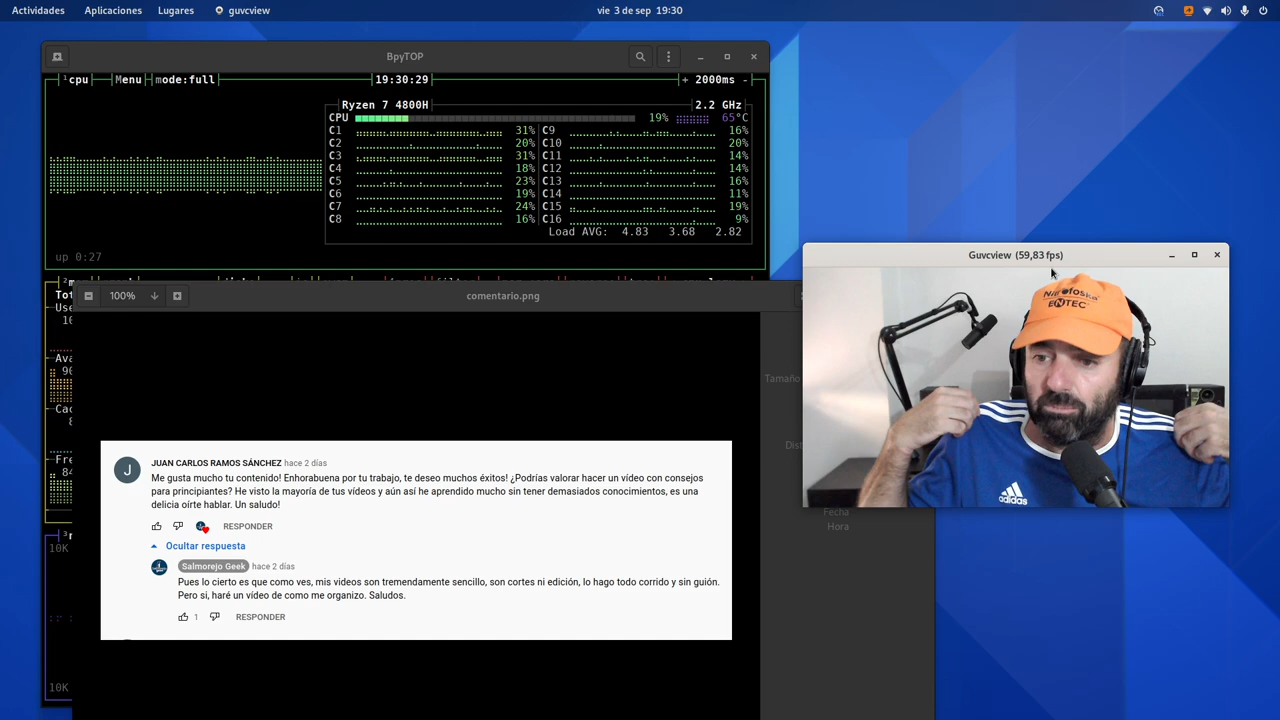 Actividades Aplicaciones Lugares guvcview vie 3 de sep 19:30
BpyTOP
¹cpu Menu mode:full 19:30:29 + 2000ms -
Ryzen 7 4800H 2.2 GHz
CPU 19% 65°C
C1 31% C9 16%
C2 20% C10 20%
C3 31% C11 14%
C4 18% C12 14%
C5 23% C13 16%
C6 19% C14 11%
C7 24% C15 19%
C8 16% C16 9%
Load AVG: 4.83 3.68 2.82
up 0:27
100% comentario.png
Guvcview (59,83 fps)
Nitrofoska
ENTEC
adidas
Tamaño
Fecha
Hora
J
JUAN CARLOS RAMOS SÁNCHEZ hace 2 días
Me gusta mucho tu contenido! Enhorabuena por tu trabajo, te deseo muchos éxitos! ¿Podrías valorar hacer un vídeo con consejos
para principiantes? He visto la mayoría de tus vídeos y aún así he aprendido mucho sin tener demasiados conocimientos, es una
delicia oírte hablar. Un saludo!
RESPONDER
Ocultar respuesta
Salmorejo Geek hace 2 días
Pues lo cierto es que como ves, mis videos son tremendamente sencillo, son cortes ni edición, lo hago todo corrido y sin guión.
Pero si, haré un vídeo de como me organizo. Saludos.
1 RESPONDER
10K
10K